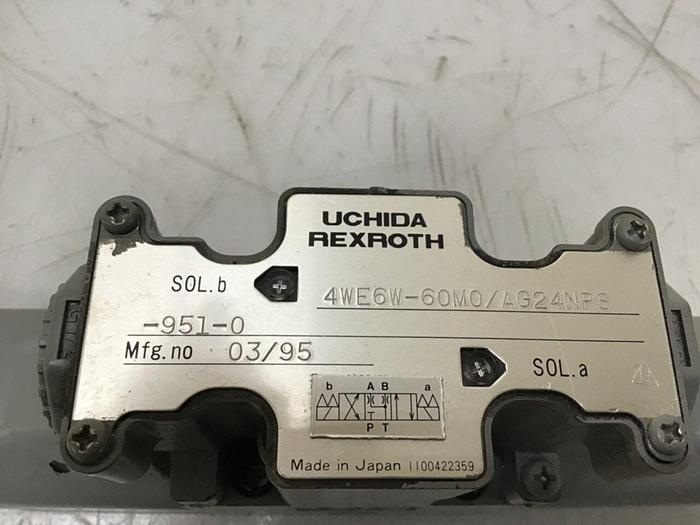 UCHIDA
REXROTH
SOL.b
4WE6W-60M0/AG24NPS
-951-0
Mfg.no 03/95
SOL.a
b A B a
P T
Made in Japan 1100422359